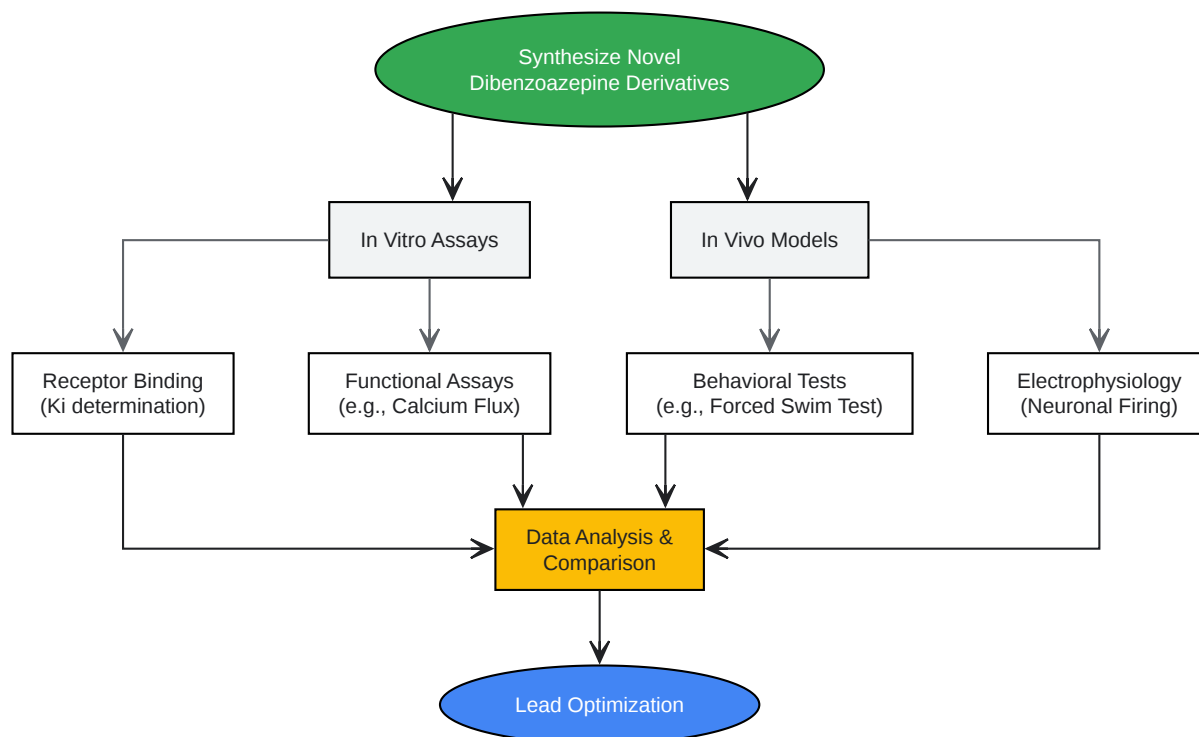 Synthesize Novel
Dibenzoazepine Derivatives
In Vitro Assays
In Vivo Models
Receptor Binding
(Ki determination)
Functional Assays
(e.g., Calcium Flux)
Behavioral Tests
(e.g., Forced Swim Test)
Electrophysiology
(Neuronal Firing)
Data Analysis &
Comparison
Lead Optimization